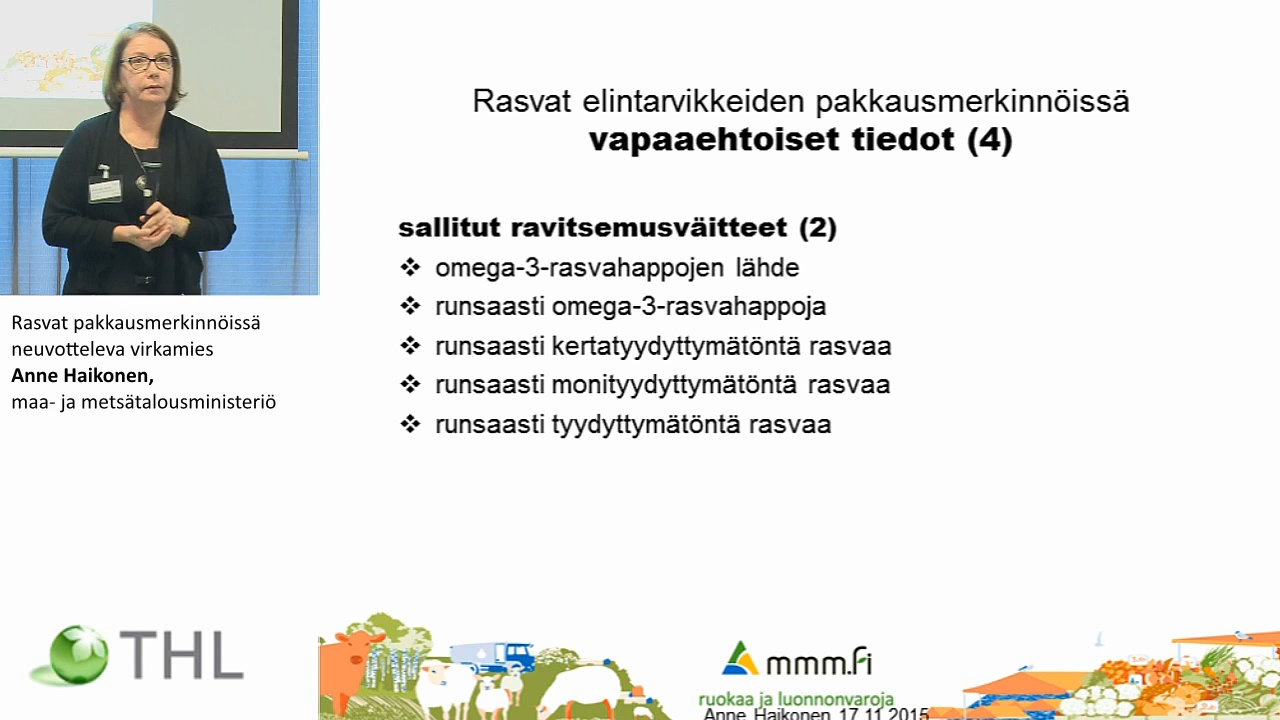 Rasvat elintarvikkeiden pakkausmerkinnöissä
vapaaehtoiset tiedot (4)
sallitut ravitsemusväitteet (2)
❖ omega-3-rasvahappojen lähde
❖ runsaasti omega-3-rasvahappoja
❖ runsaasti kertatyydyttymätöntä rasvaa
❖ runsaasti monityydyttymätöntä rasvaa
❖ runsaasti tyydyttymätöntä rasvaa
Rasvat pakkausmerkinnöissä
neuvotteleva virkamies
Anne Haikonen,
maa- ja metsätalousministeriö
THL
mmm.fi
ruokaa ja luonnonvaroja
Anne Haikonen 17.11.2015